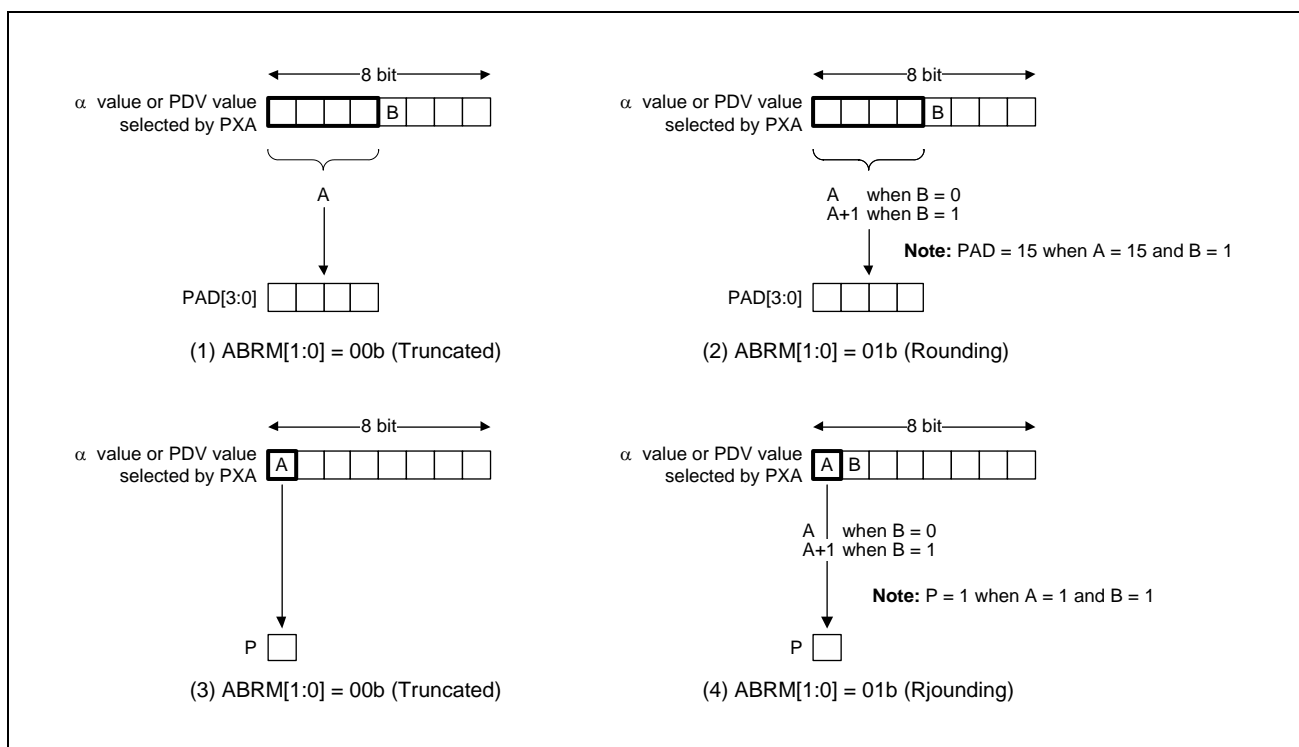 8 bit
α value or PDV value
selected by PXA
B
A
PAD[3:0]
(1) ABRM[1:0] = 00b (Truncated)
8 bit
α value or PDV value
selected by PXA
B
A when B = 0
A+1 when B = 1
Note: PAD = 15 when A = 15 and B = 1
PAD[3:0]
(2) ABRM[1:0] = 01b (Rounding)
8 bit
α value or PDV value
selected by PXA
A
P
(3) ABRM[1:0] = 00b (Truncated)
8 bit
α value or PDV value
selected by PXA
A B
A when B = 0
A+1 when B = 1
Note: P = 1 when A = 1 and B = 1
P
(4) ABRM[1:0] = 01b (Rjounding)